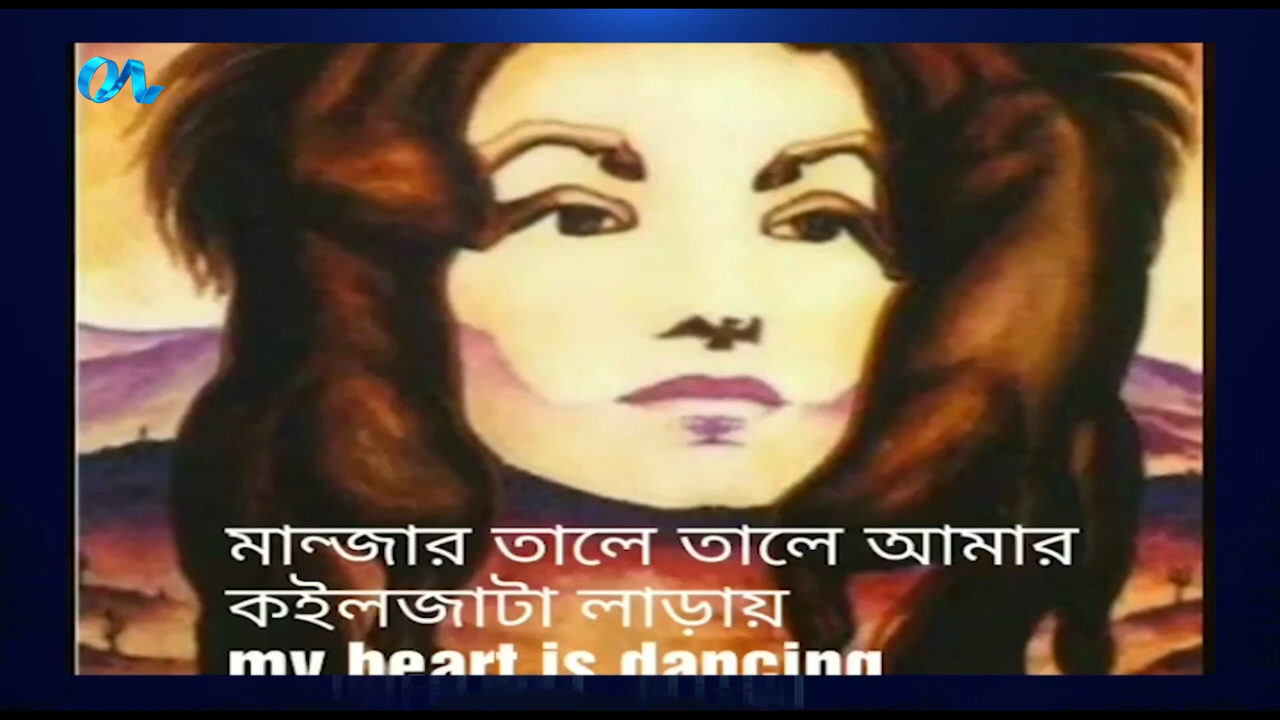 মান্জার তালে তালে আমার
কইলজাটা লাড়ায়
my heart is dancing